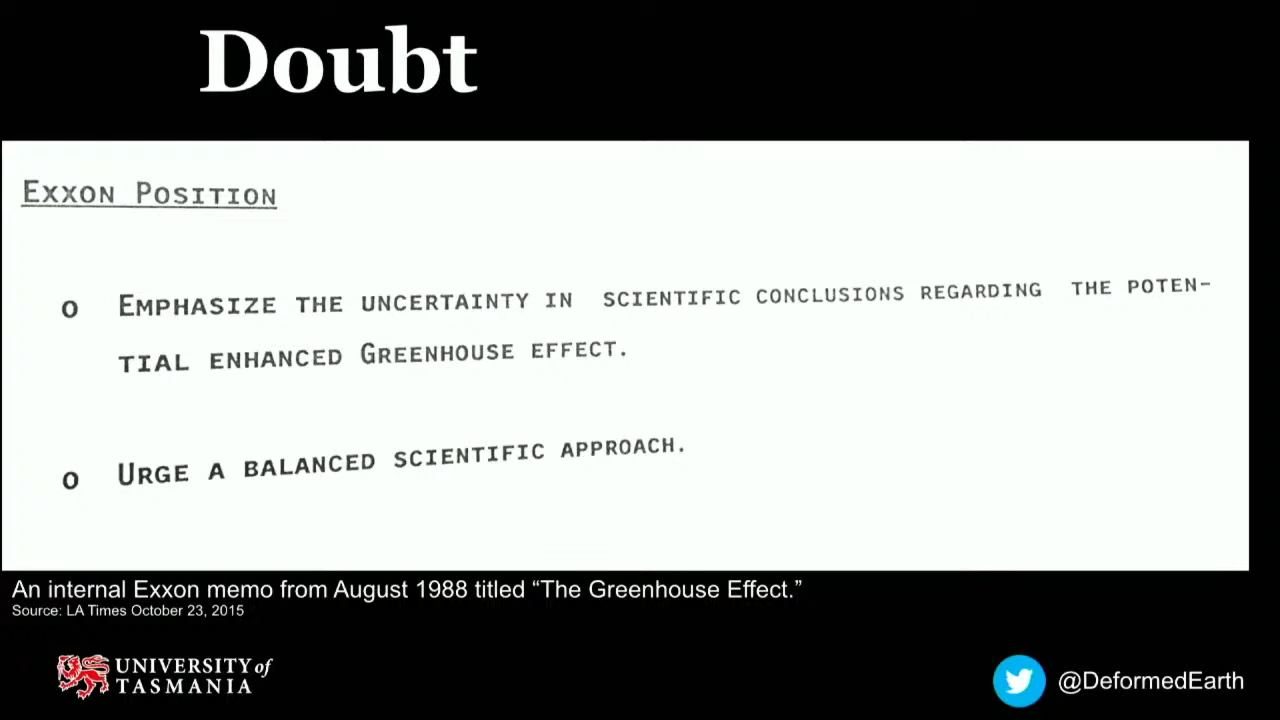 Doubt
Exxon Position
o Emphasize the uncertainty in scientific conclusions regarding the poten-
tial enhanced Greenhouse effect.
o Urge a balanced scientific approach.
An internal Exxon memo from August 1988 titled “The Greenhouse Effect.”
Source: LA Times October 23, 2015
UNIVERSITY of
TASMANIA
@DeformedEarth